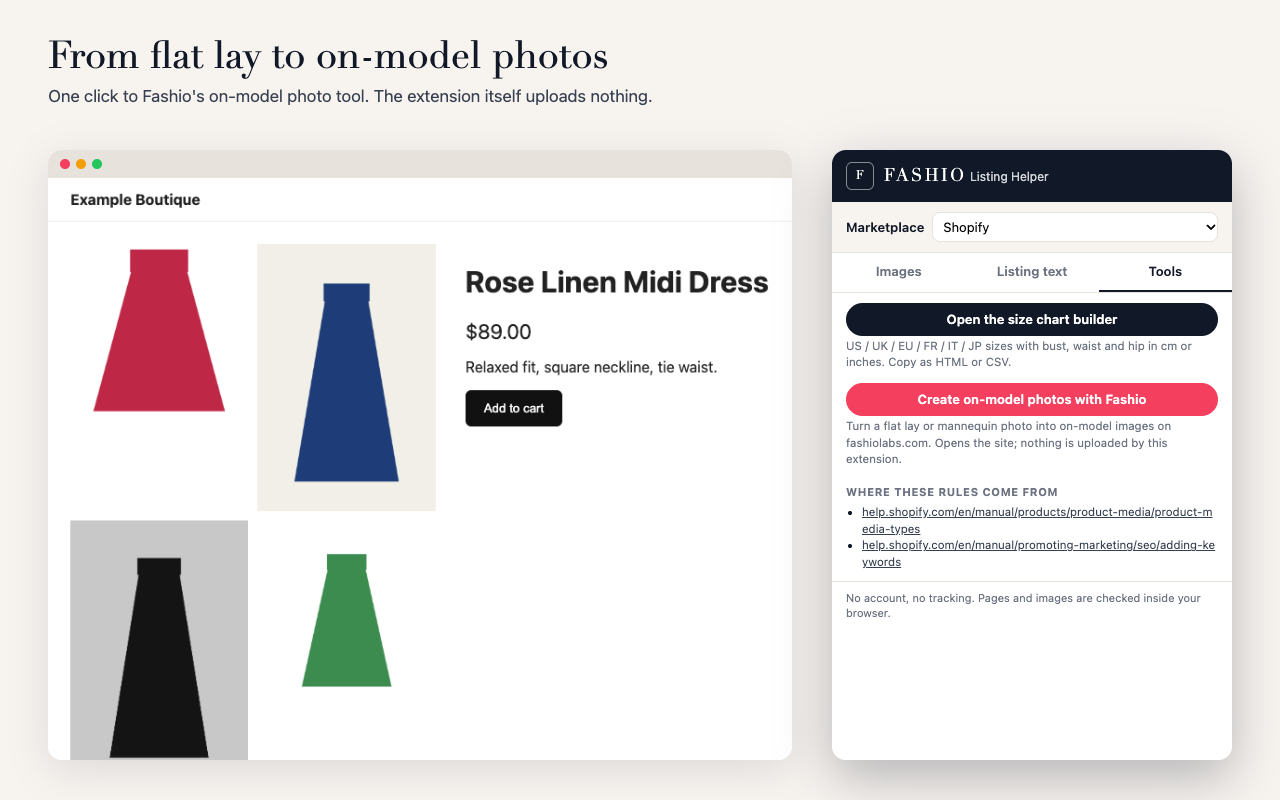 From flat lay to on-model photos
One click to Fashio's on-model photo tool. The extension itself uploads nothing.
Example Boutique
Rose Linen Midi Dress
$89.00
Relaxed fit, square neckline, tie waist.
Add to cart
F FASHIO Listing Helper
Marketplace Shopify
Images Listing text Tools
Open the size chart builder
US / UK / EU / FR / IT / JP sizes with bust, waist and hip in cm or
inches. Copy as HTML or CSV.
Create on-model photos with Fashio
Turn a flat lay or mannequin photo into on-model images on
fashiolabs.com. Opens the site; nothing is uploaded by this
extension.
WHERE THESE RULES COME FROM
help.shopify.com/en/manual/products/product-media/product-m
edia-types
help.shopify.com/en/manual/promoting-marketing/seo/adding-ke
ywords
No account, no tracking. Pages and images are checked inside your
browser.